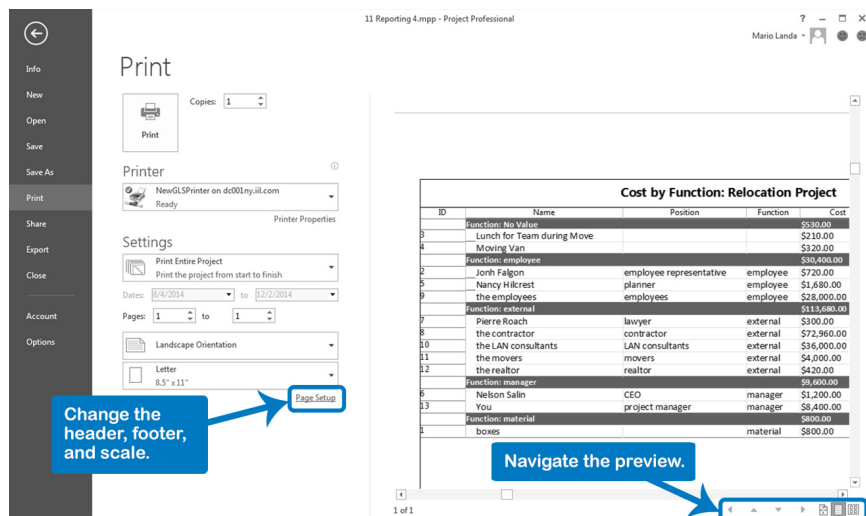 11 Reporting 4.mpp - Project Professional
?
Mario Landa
Info
New
Open
Save
Save As
Print
Share
Export
Close
Account
Options
Print
Print
Copies: 1
Printer
NewGLSPrinter on dc001ny.iil.com
Ready
Printer Properties
Settings
Print Entire Project
Print the project from start to finish
Dates: 8/4/2014 to 12/2/2014
Pages: 1 to 1
Landscape Orientation
Letter
8.5" x 11"
Page Setup
Change the
header, footer,
and scale.
Cost by Function: Relocation Project
ID Name Position Function Cost
Function: No Value $530.00
3 Lunch for Team during Move $210.00
4 Moving Van $320.00
Function: employee $30,400.00
2 Jonh Falgon employee representative employee $720.00
5 Nancy Hilcrest planner employee $1,680.00
9 the employees employees employee $28,000.00
Function: external $113,680.00
7 Pierre Roach lawyer external $300.00
8 the contractor contractor external $72,960.00
10 the LAN consultants LAN consultants external $36,000.00
11 the movers movers external $4,000.00
12 the realtor realtor external $420.00
Function: manager $9,600.00
6 Nelson Salin CEO manager $1,200.00
13 You project manager manager $8,400.00
Function: material $800.00
1 boxes material $800.00
Navigate the preview.
1 of 1